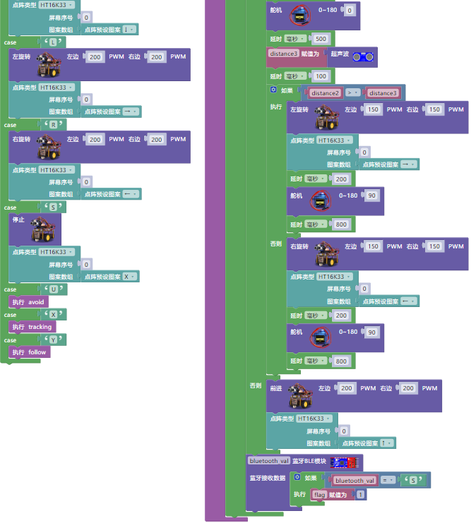 点阵类型 HT16K33
屏幕序号 0
图案数组 点阵预设图案
case “ L ”
左旋转 左边 200 PWM 右边 200 PWM
点阵类型 HT16K33
屏幕序号 0
图案数组 点阵预设图案
case “ R ”
右旋转 左边 200 PWM 右边 200 PWM
点阵类型 HT16K33
屏幕序号 0
图案数组 点阵预设图案 ←
case “ S ”
停止
点阵类型 HT16K33
屏幕序号 0
图案数组 点阵预设图案 X
case “ U ”
执行 avoid
case “ X ”
执行 tracking
case “ Y ”
执行 follow
舵机 0~180 0
延时 毫秒 500
distance3 赋值为 超声波
延时 毫秒 100
如果 distance2 distance3
执行 左旋转 左边 150 PWM 右边 150 PWM
点阵类型 HT16K33
屏幕序号 0
图案数组 点阵预设图案 →
延时 毫秒 200
舵机 0~180 90
延时 毫秒 800
否则 右旋转 左边 150 PWM 右边 150 PWM
点阵类型 HT16K33
屏幕序号 0
图案数组 点阵预设图案 ←
延时 毫秒 200
舵机 0~180 90
延时 毫秒 800
否则 前进 左边 200 PWM 右边 200 PWM
点阵类型 HT16K33
屏幕序号 0
图案数组 点阵预设图案 ↑
bluetooth_val 蓝牙BLE模块
蓝牙接收数据 如果 bluetooth_val = “ S ”
执行 flag 赋值为 1